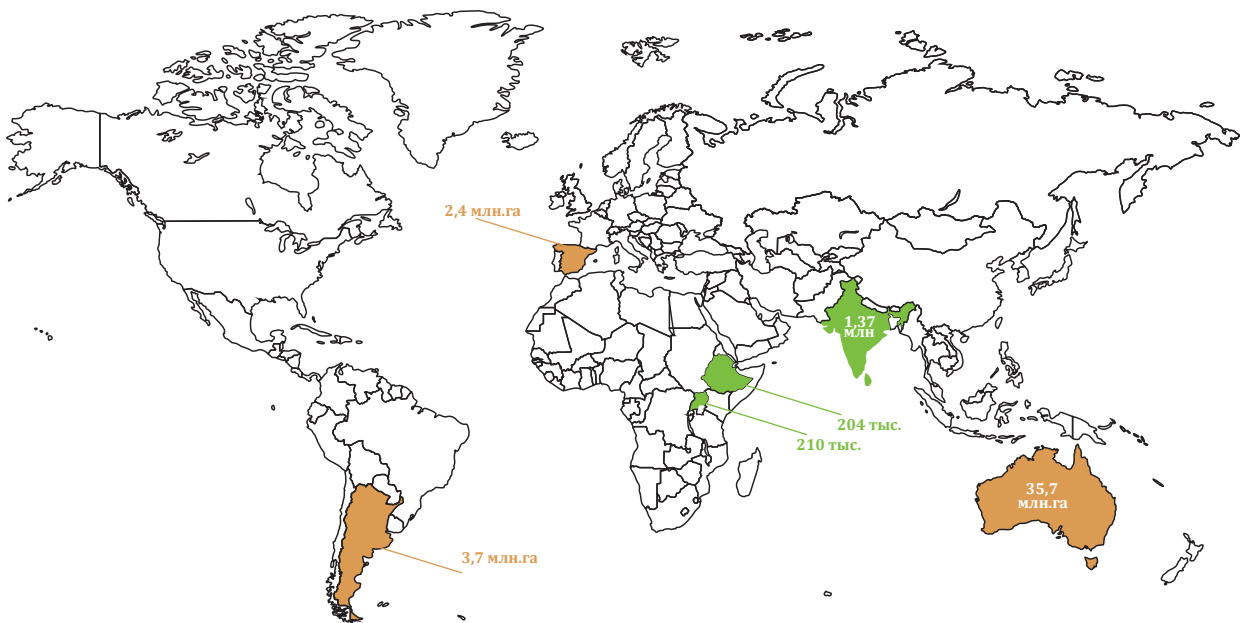 2,4 млн.га
1,37
млн
204 тыс.
210 тыс.
35,7
млн.га
3,7 млн.га